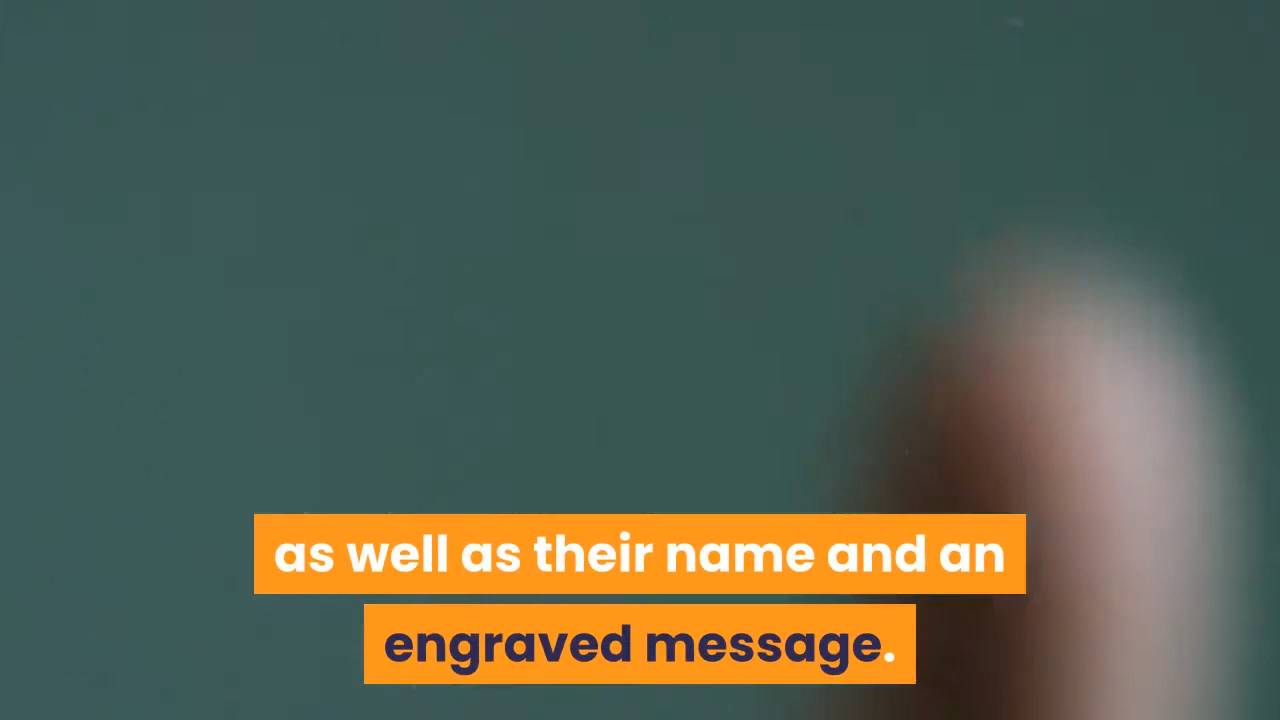 as well as their name and an
engraved message.